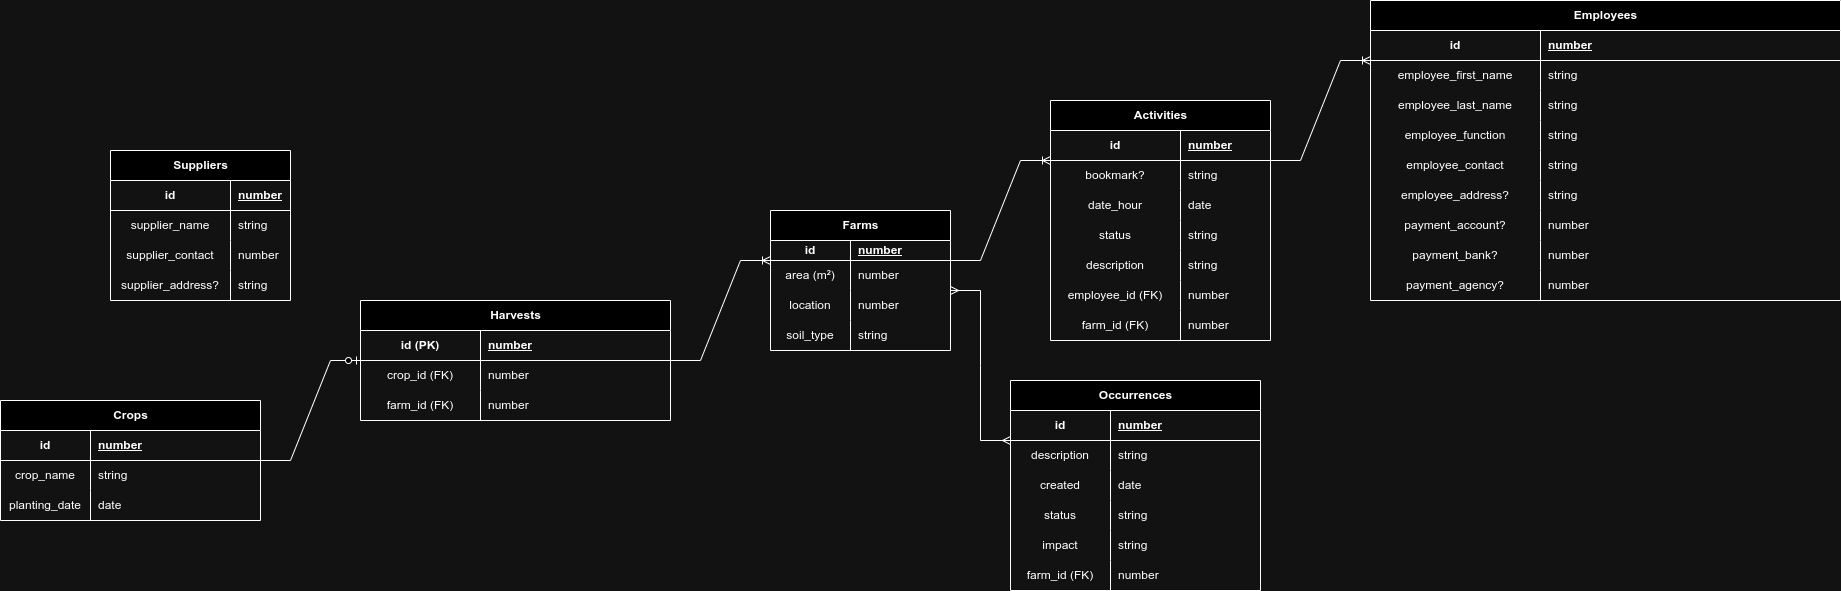 Suppliers
id number
supplier_name string
supplier_contact number
supplier_address? string
Crops
id number
crop_name string
planting_date date
Harvests
id (PK) number
crop_id (FK) number
farm_id (FK) number
Farms
id number
area (m²) number
location number
soil_type string
Activities
id number
bookmark? string
date_hour date
status string
description string
employee_id (FK) number
farm_id (FK) number
Occurrences
id number
description string
created date
status string
impact string
farm_id (FK) number
Employees
id number
employee_first_name string
employee_last_name string
employee_function string
employee_contact string
employee_address? string
payment_account? number
payment_bank? number
payment_agency? number